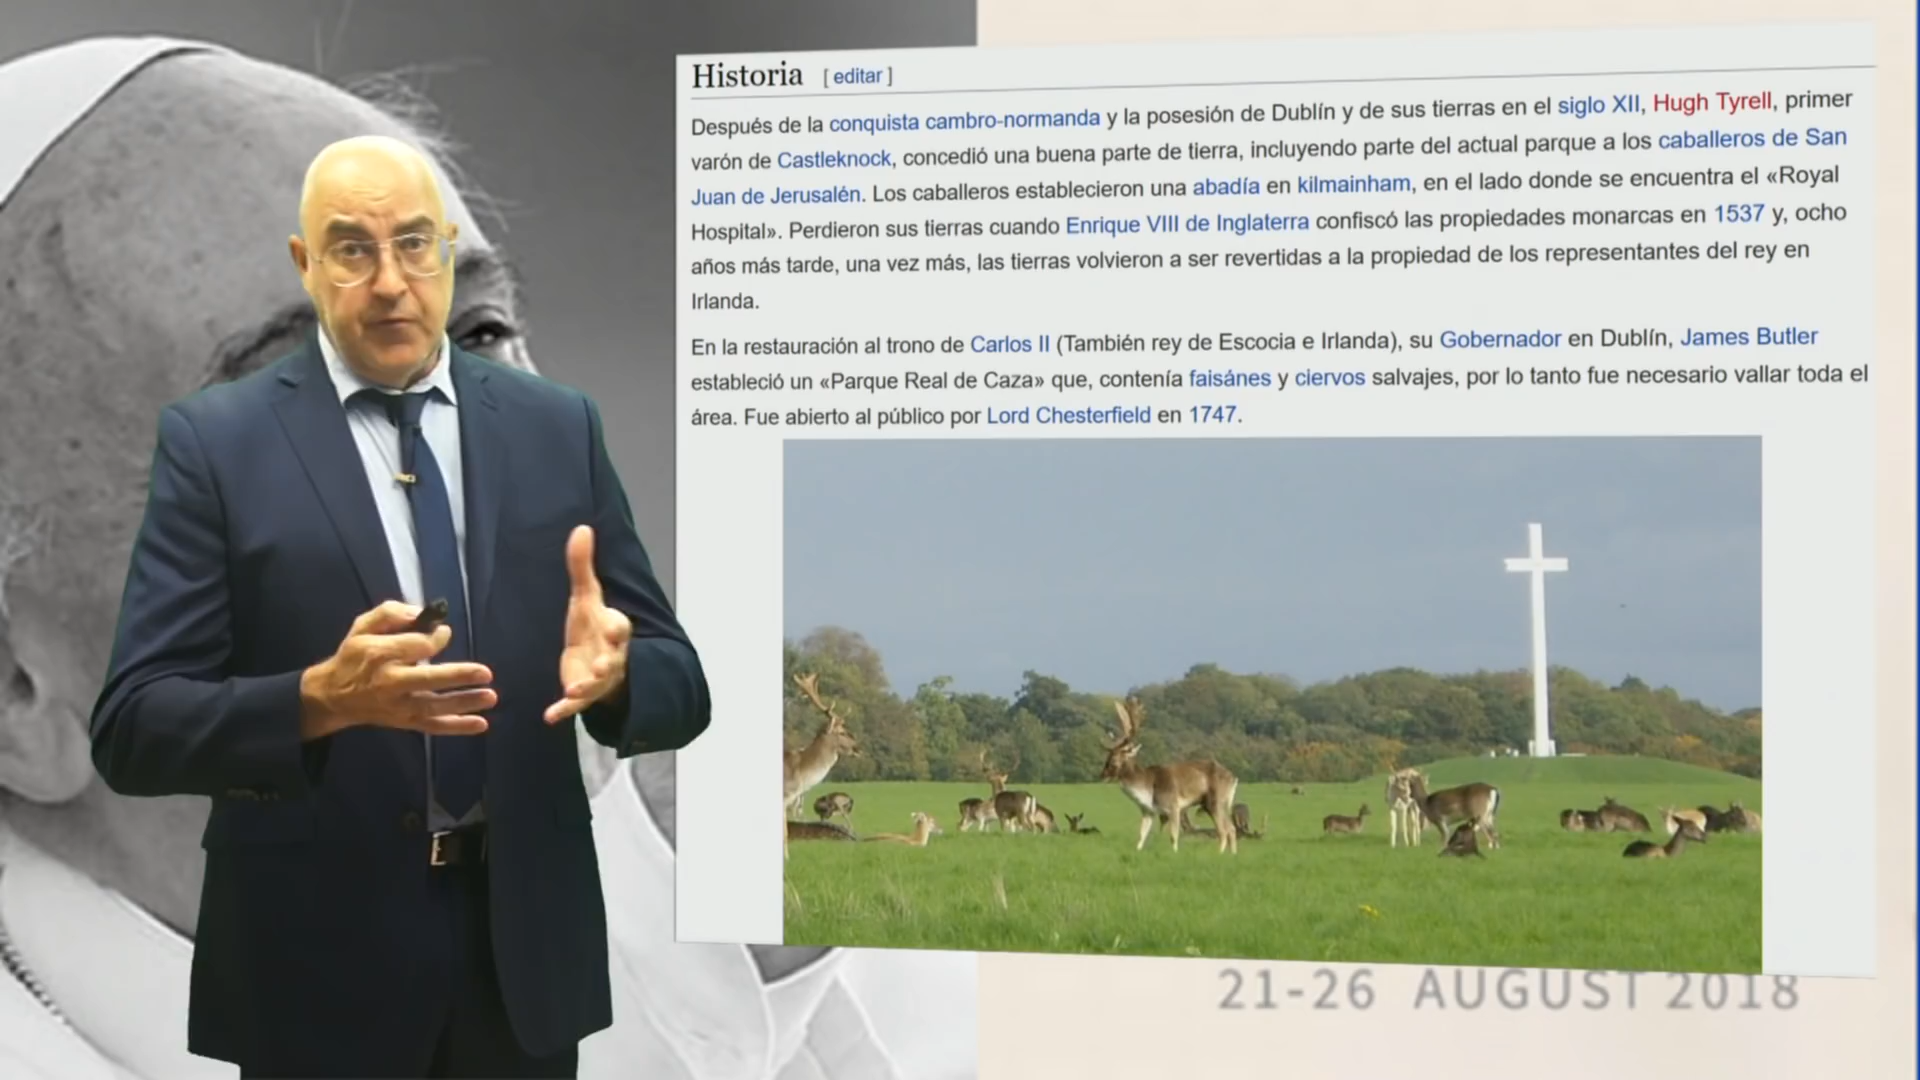 Historia [ editar ]
Después de la conquista cambro-normanda y la posesión de Dublín y de sus tierras en el siglo XII, Hugh Tyrell, primer
varón de Castleknock, concedió una buena parte de tierra, incluyendo parte del actual parque a los caballeros de San
Juan de Jerusalén. Los caballeros establecieron una abadía en kilmainham, en el lado donde se encuentra el «Royal
Hospital». Perdieron sus tierras cuando Enrique VIII de Inglaterra confiscó las propiedades monarcas en 1537 y, ocho
años más tarde, una vez más, las tierras volvieron a ser revertidas a la propiedad de los representantes del rey en
Irlanda.
En la restauración al trono de Carlos II (También rey de Escocia e Irlanda), su Gobernador en Dublín, James Butler
estableció un «Parque Real de Caza» que, contenía faisánes y ciervos salvajes, por lo tanto fue necesario vallar toda el
área. Fue abierto al público por Lord Chesterfield en 1747.
21-26 AUGUST 2018